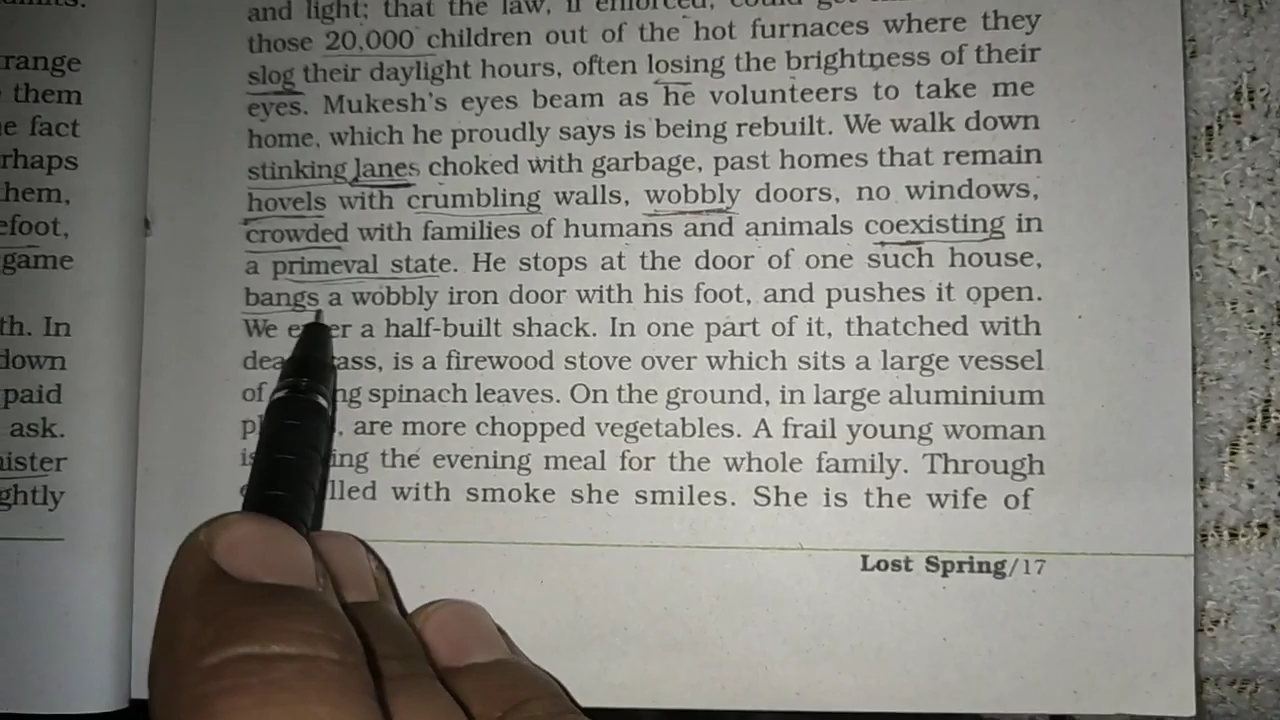 range
them
e fact
rhaps
hem,
efoot,
game
th. In
down
paid
ask.
nister
ghtly
and light; that the law, if enforced, could get
those 20,000 children out of the hot furnaces where they
slog their daylight hours, often losing the brightness of their
eyes. Mukesh's eyes beam as he volunteers to take me
home, which he proudly says is being rebuilt. We walk down
stinking lanes choked with garbage, past homes that remain
hovels with crumbling walls, wobbly doors, no windows,
crowded with families of humans and animals coexisting in
a primeval state. He stops at the door of one such house,
bangs a wobbly iron door with his foot, and pushes it open.
We er a half-built shack. In one part of it, thatched with
dea ass, is a firewood stove over which sits a large vessel
of ng spinach leaves. On the ground, in large aluminium
p , are more chopped vegetables. A frail young woman
is ing the evening meal for the whole family. Through
lled with smoke she smiles. She is the wife of
Lost Spring/17